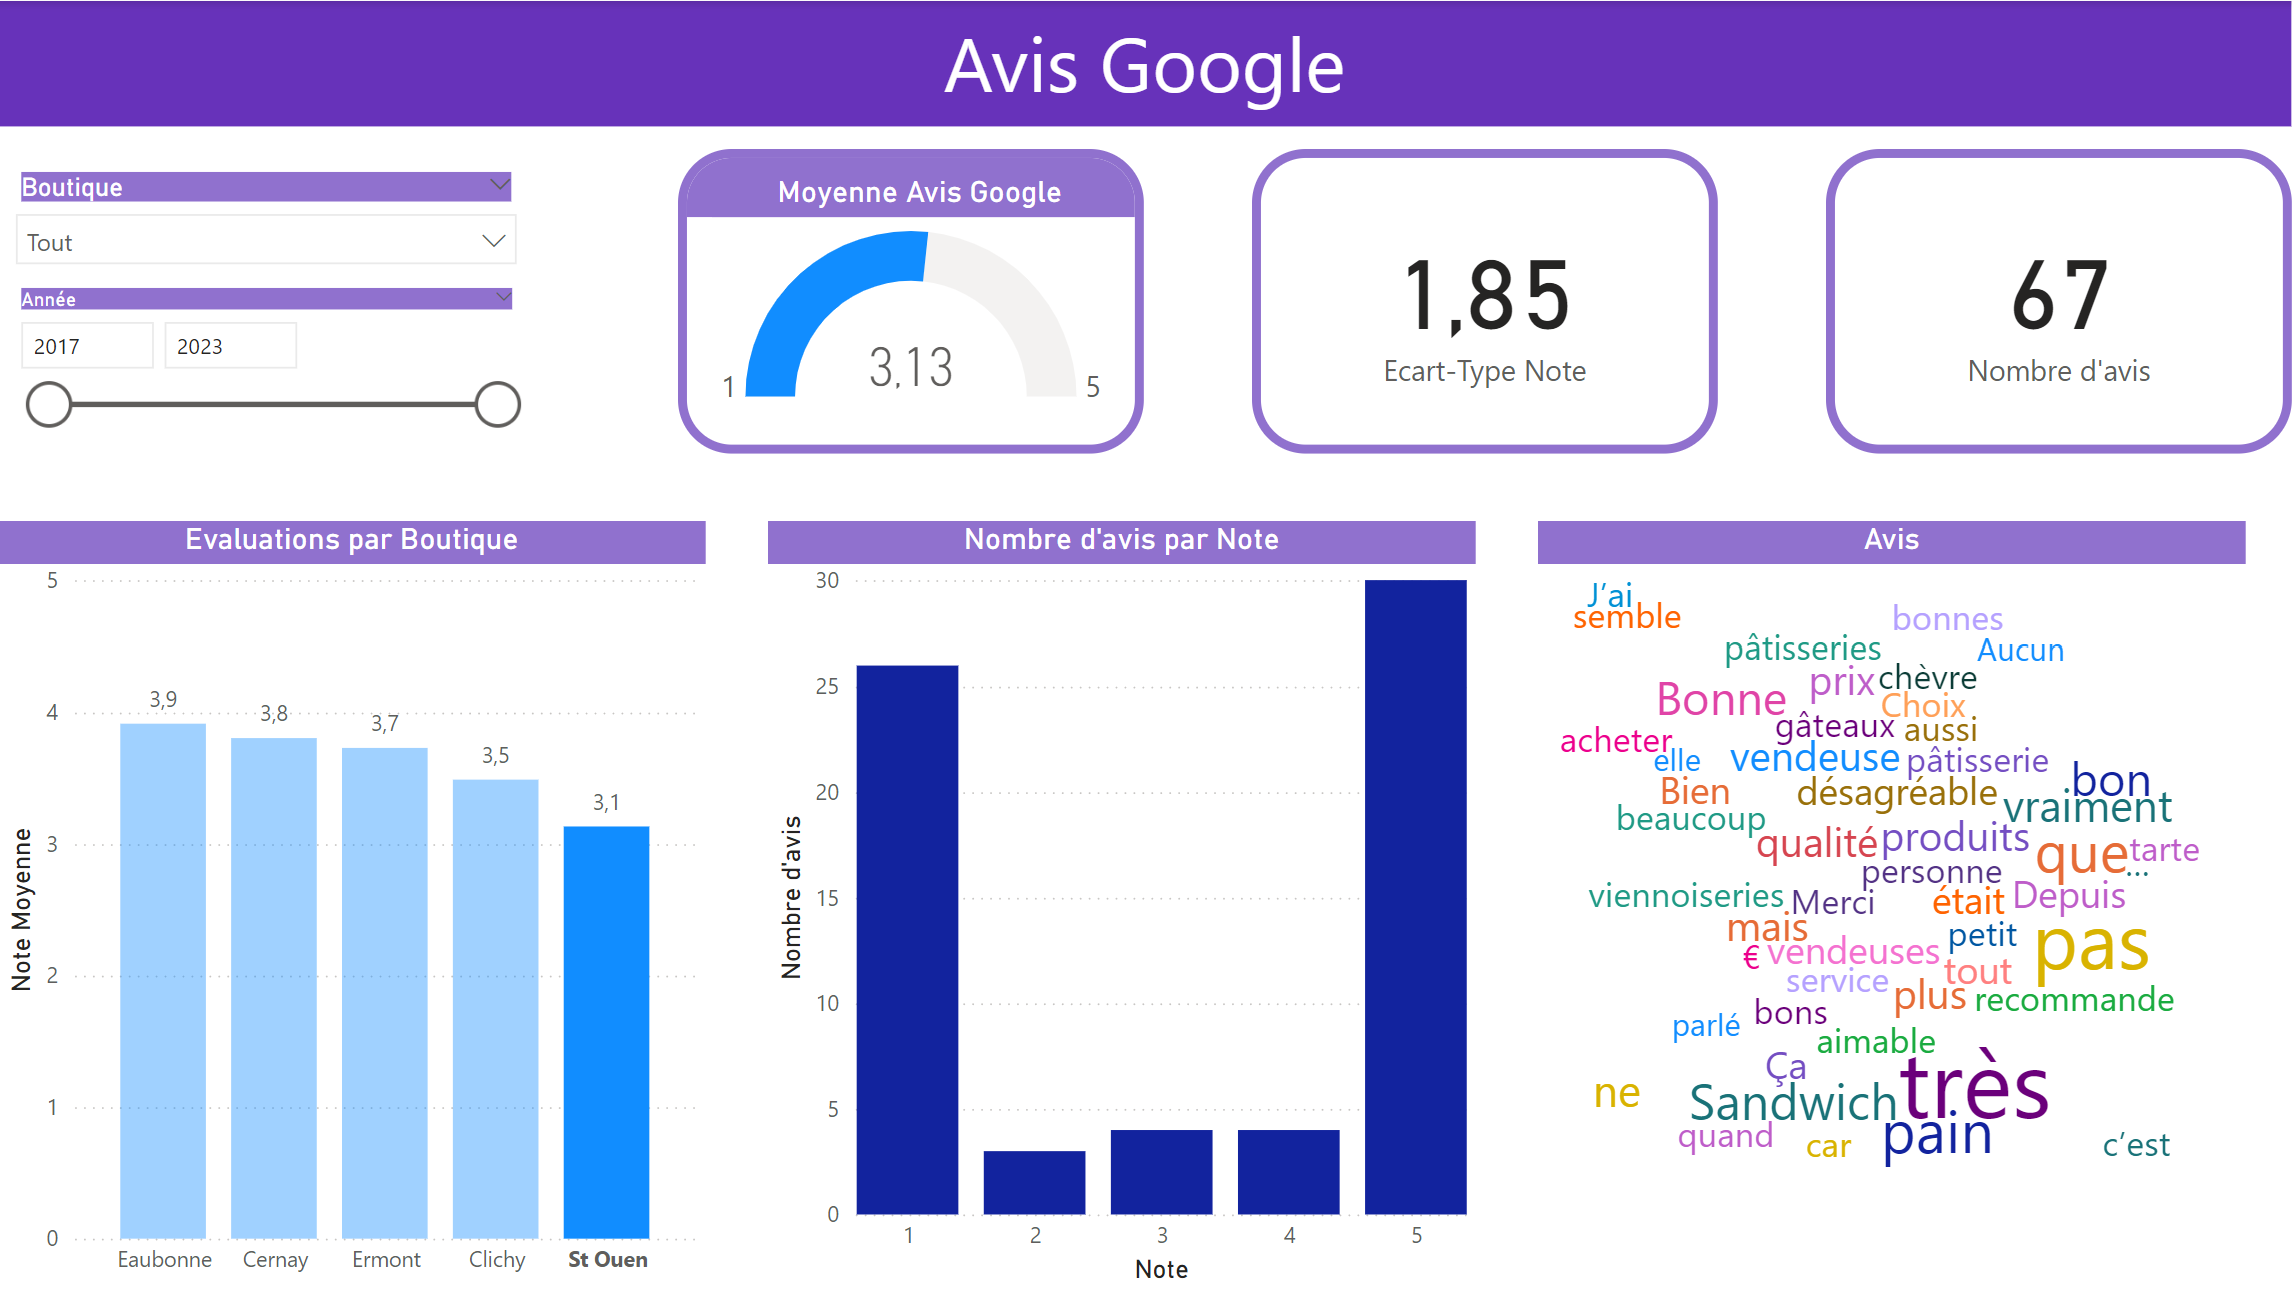 Avis Google
Boutique
Tout
Année
2017 2023
Moyenne Avis Google
3,13
1 5
1,85
Ecart-Type Note
67
Nombre d'avis
Evaluations par Boutique
Note Moyenne
5
4
3
2
1
0
3,9
3,8
3,7
3,5
3,1
Eaubonne Cernay Ermont Clichy St Ouen
Nombre d'avis par Note
Nombre d'avis
30
25
20
15
10
5
0
1 2 3 4 5
Note
Avis
J’ai
semble
bonnes
pâtisseries
Aucun
prix
chèvre
Bonne
Choix
gâteaux
aussi
acheter
elle
vendeuse
pâtisserie
bon
Bien
désagréable
vraiment
beaucoup
qualité
produits
que
tarte
...
personne
viennoiseries
Merci
était
Depuis
mais
petit
pas
€
vendeuses
tout
service
plus
recommande
bons
parlé
aimable
Ça
très
ne
Sandwich
pain
quand
car
c’est